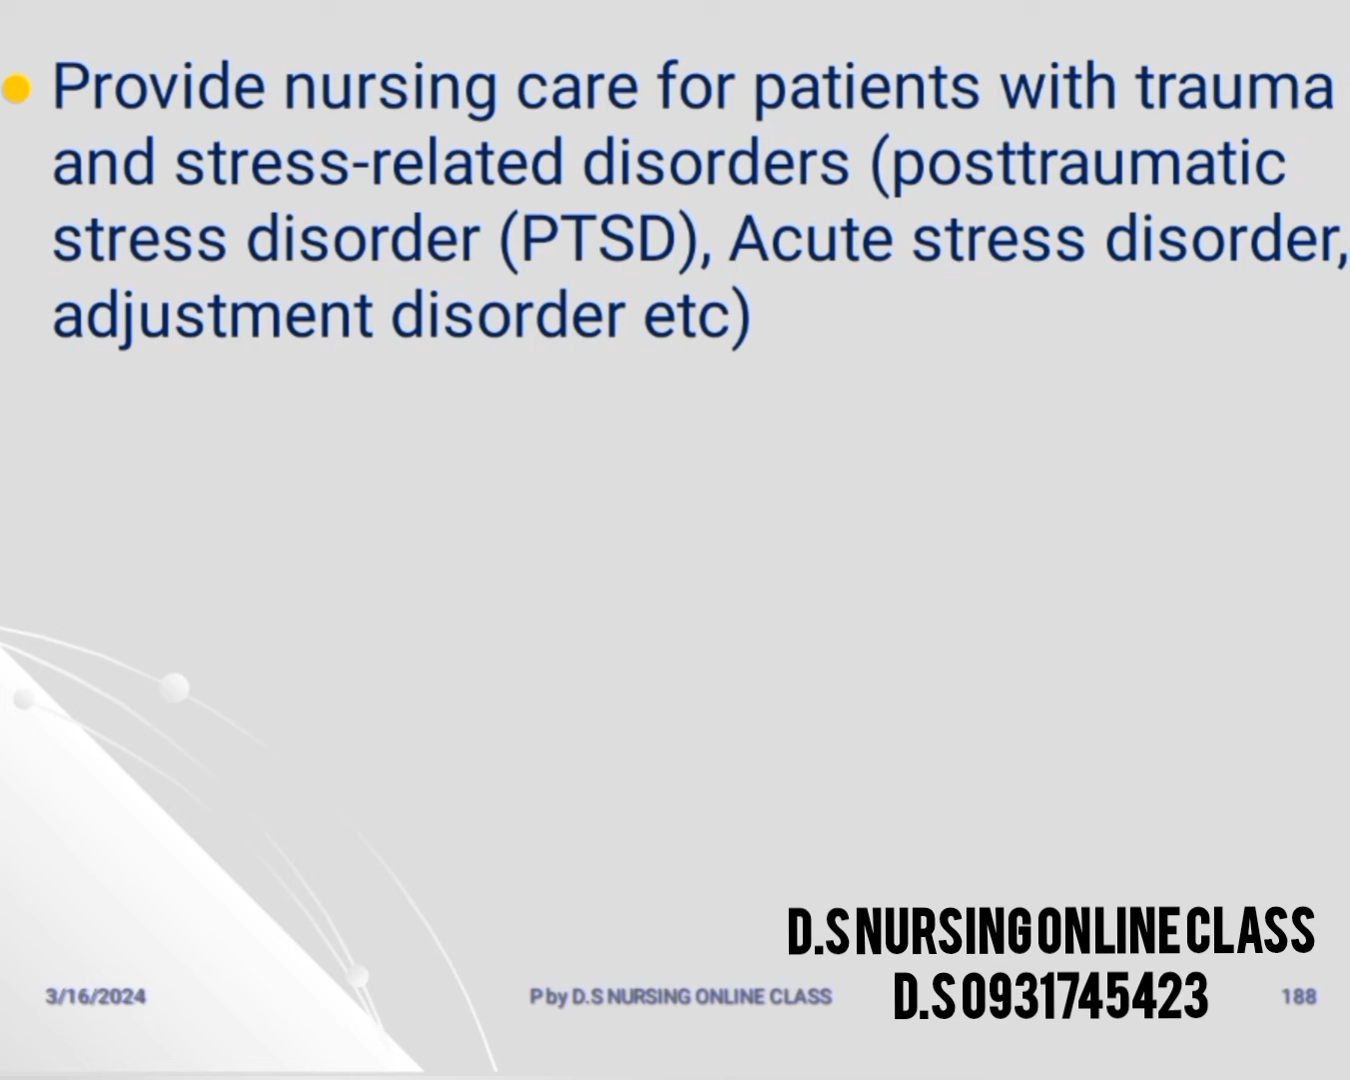 Provide nursing care for patients with trauma
and stress-related disorders (posttraumatic
stress disorder (PTSD), Acute stress disorder,
adjustment disorder etc)
D.S NURSING ONLINE CLASS
D.S 0931745423
3/16/2024
P by D.S NURSING ONLINE CLASS
188